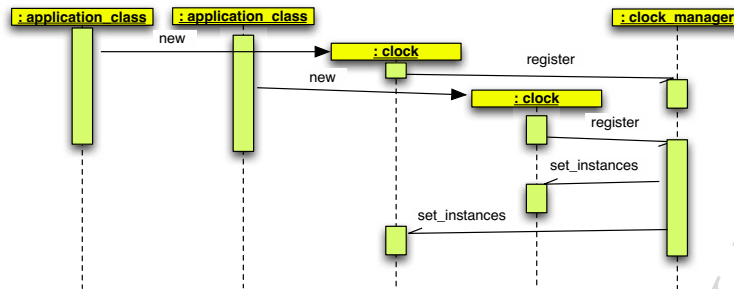 : application_class
: application_class
: clock_manager
new
: clock
register
new
: clock
register
set_instances
set_instances